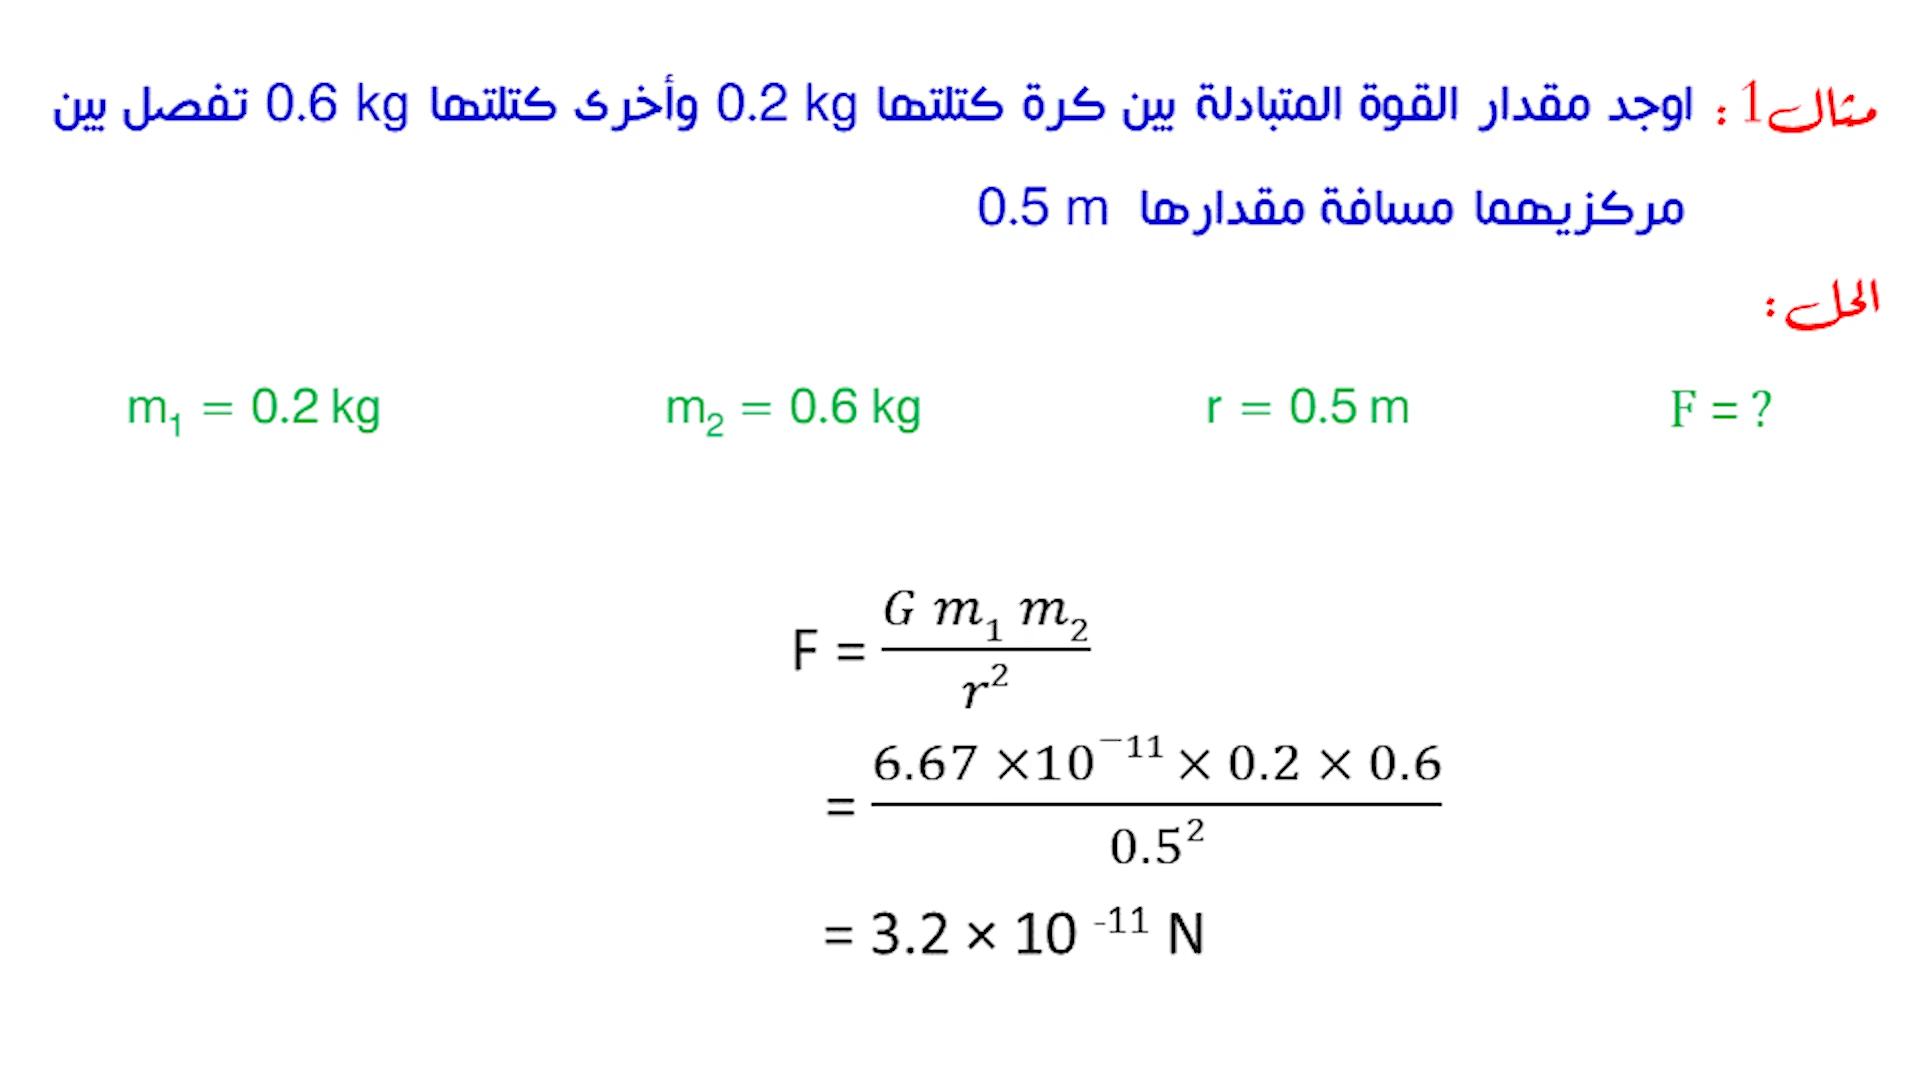 مثال1 : اوجد مقدار القوة المتبادلة بين كرة كتلتها 0.2 kg وأخرى كتلتها 0.6 kg تفصل بين
مركزيهما مسافة مقدارها 0.5 m
الحل :
m₁ = 0.2 kg m₂ = 0.6 kg r = 0.5 m F = ?
F = \frac{G m₁ m₂}{r²}
= \frac{6.67 ×10⁻¹¹ × 0.2 × 0.6}{0.5²}
= 3.2 × 10 ⁻¹¹ N